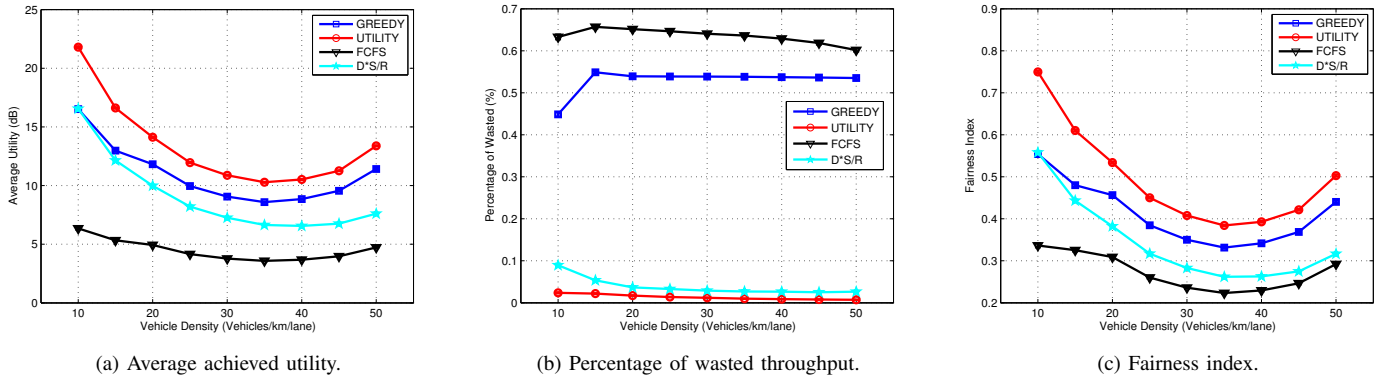 25
20
15
10
5
0
10 20 30 40 50
Average Utility (dB)
Vehicle Density (Vehicles/km/lane)
GREEDY
UTILITY
FCFS
D*S/R
(a) Average achieved utility.
0.7
0.6
0.5
0.4
0.3
0.2
0.1
0
10 20 30 40 50
Percentage of Wasted (%)
Vehicle Density (Vehicles/km/lane)
GREEDY
UTILITY
FCFS
D*S/R
(b) Percentage of wasted throughput.
0.9
0.8
0.7
0.6
0.5
0.4
0.3
0.2
10 20 30 40 50
Fairness Index
Vehicle Density (Vehicles/km/lane)
GREEDY
UTILITY
FCFS
D*S/R
(c) Fairness index.